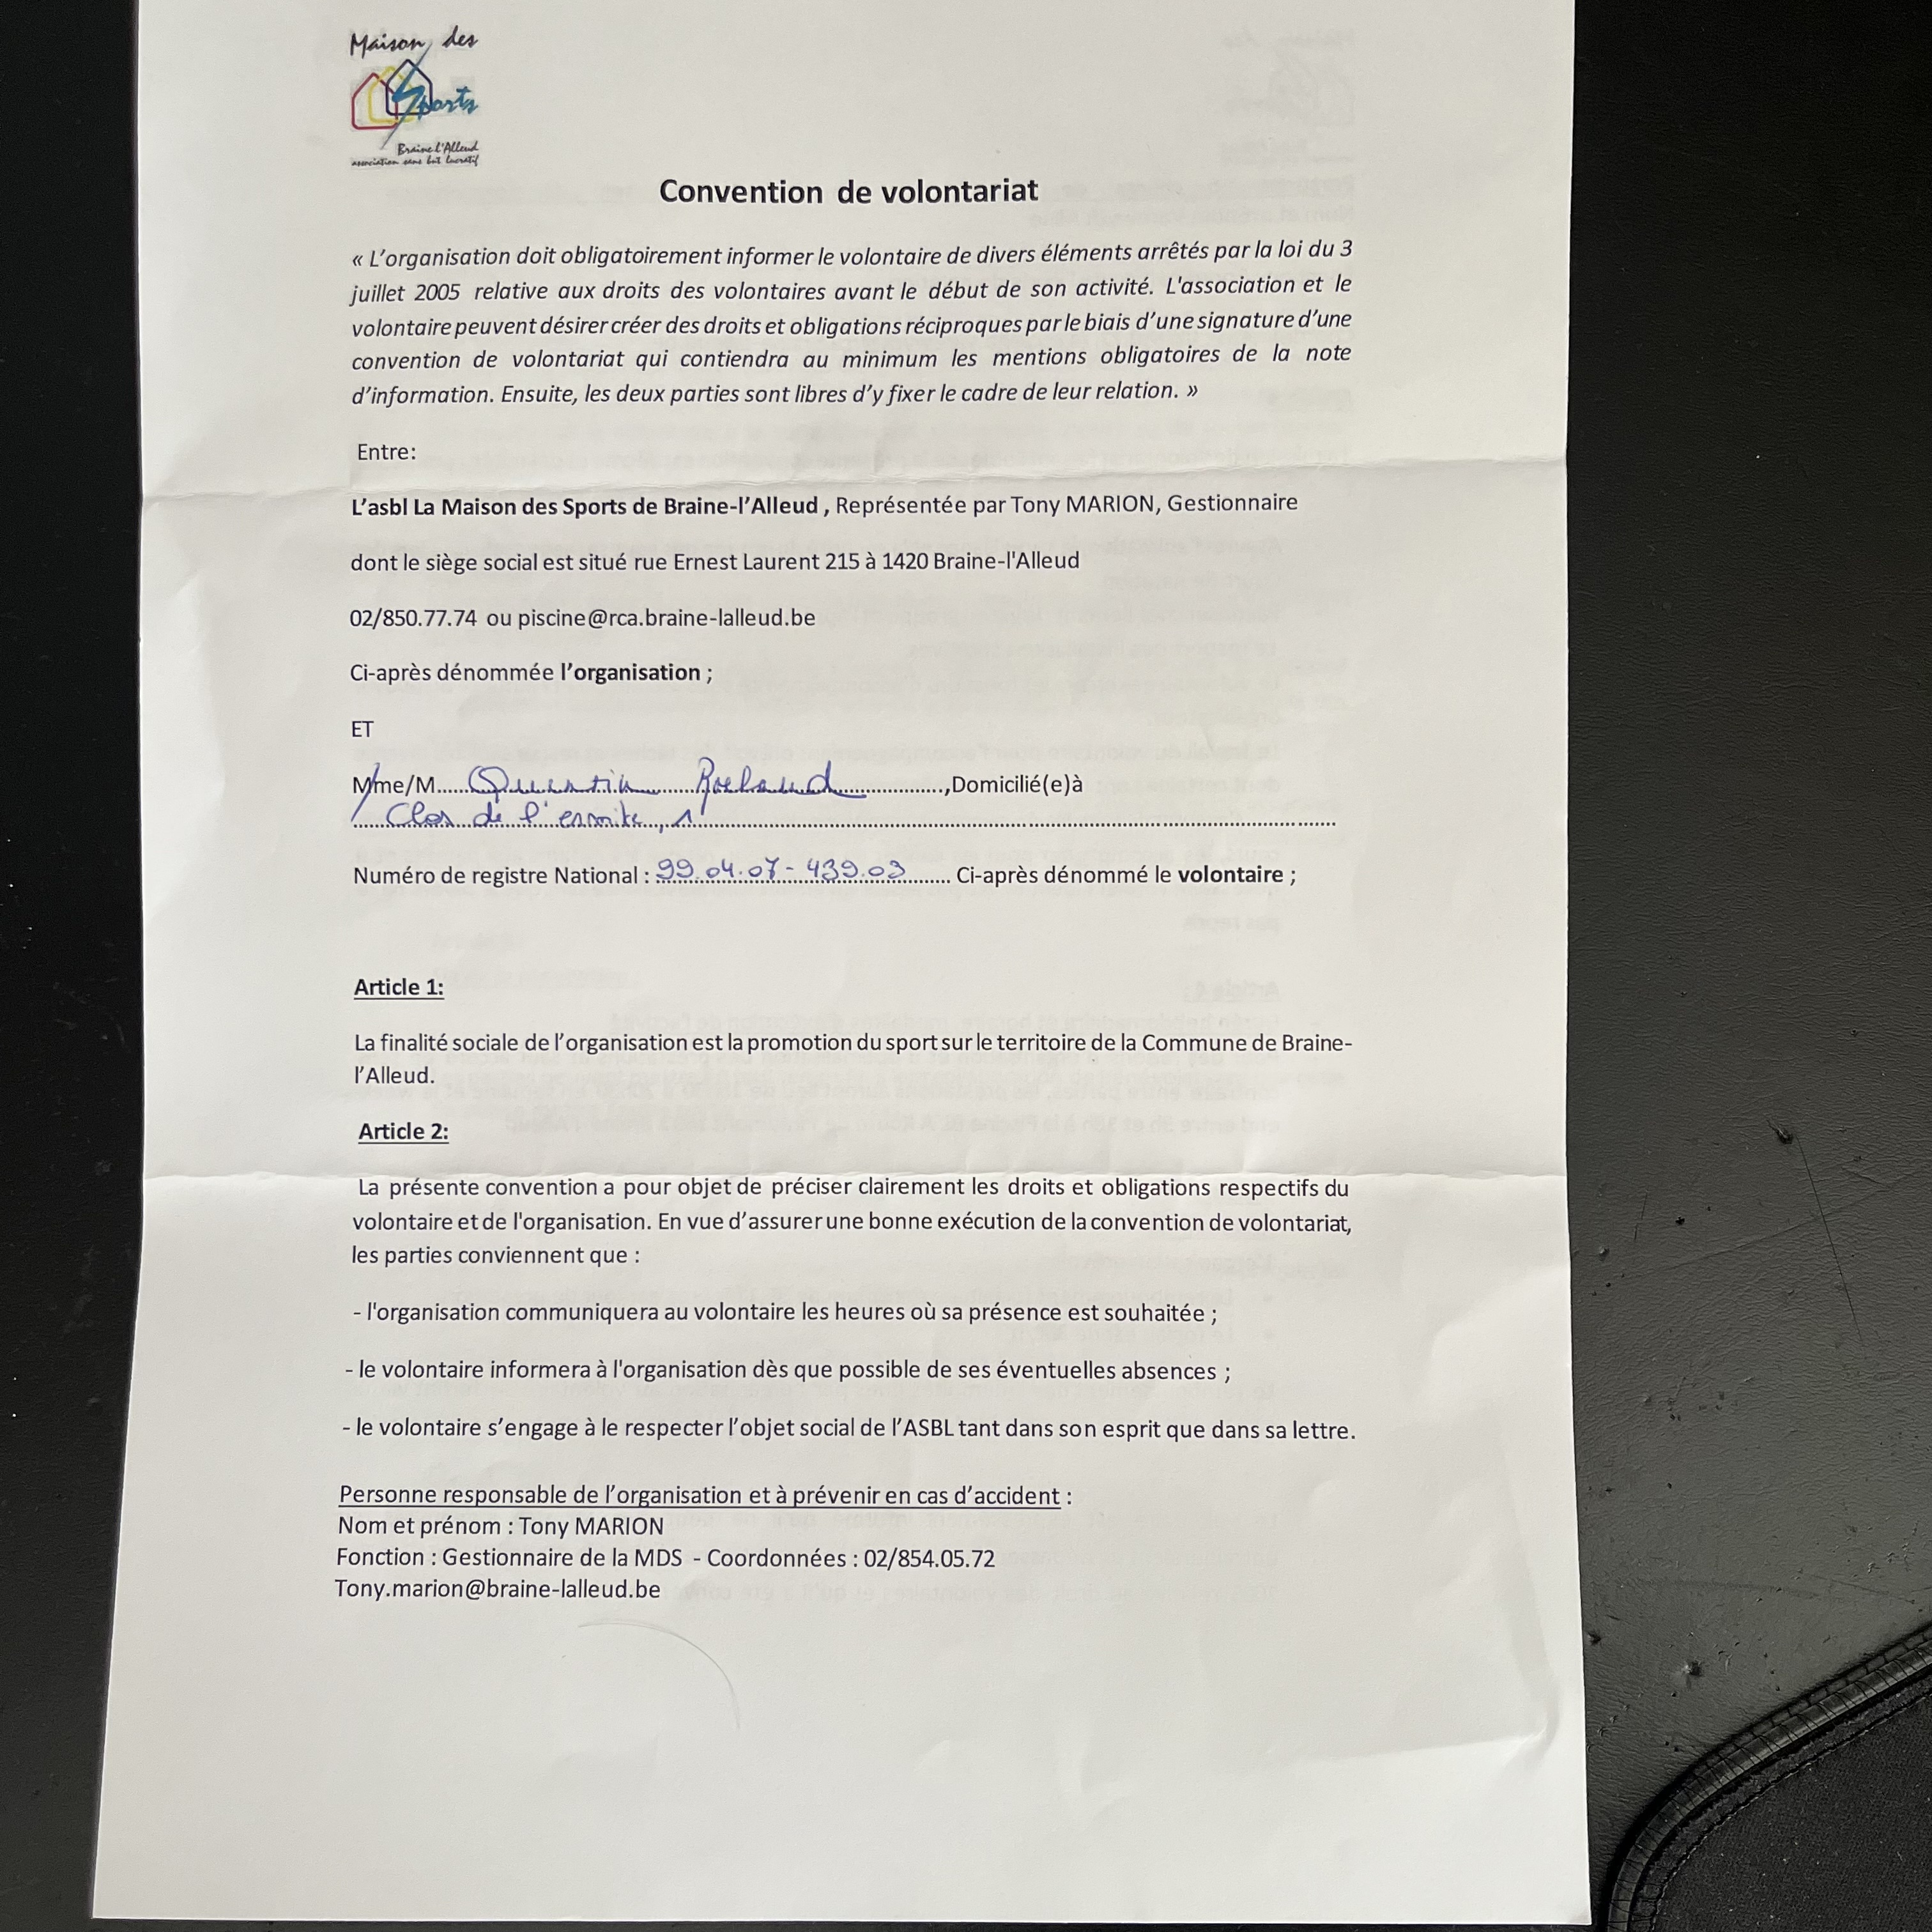 Maison des
Sports
Braine l'Alleud
association sans but lucratif
Convention de volontariat
« L'organisation doit obligatoirement informer le volontaire de divers éléments arrêtés par la loi du 3
juillet 2005 relative aux droits des volontaires avant le début de son activité. L'association et le
volontaire peuvent désirer créer des droits et obligations réciproques par le biais d'une signature d'une
convention de volontariat qui contiendra au minimum les mentions obligatoires de la note
d'information. Ensuite, les deux parties sont libres d'y fixer le cadre de leur relation. »
Entre:
L'asbl La Maison des Sports de Braine-l'Alleud , Représentée par Tony MARION, Gestionnaire
dont le siège social est situé rue Ernest Laurent 215 à 1420 Braine-l'Alleud
02/850.77.74 ou piscine@rca.braine-lalleud.be
Ci-après dénommée l'organisation ;
ET
Mme/M...... Quentin Roeland ..............,Domicilié(e)à
Clos de l'ermite, 1
Numéro de registre National : 99.04.07-439.03 Ci-après dénommé le volontaire ;
Article 1:
La finalité sociale de l'organisation est la promotion du sport sur le territoire de la Commune de Braine-
l'Alleud.
Article 2:
La présente convention a pour objet de préciser clairement les droits et obligations respectifs du
volontaire et de l'organisation. En vue d'assurer une bonne exécution de la convention de volontariat,
les parties conviennent que :
- l'organisation communiquera au volontaire les heures où sa présence est souhaitée ;
- le volontaire informera à l'organisation dès que possible de ses éventuelles absences ;
- le volontaire s'engage à le respecter l'objet social de l'ASBL tant dans son esprit que dans sa lettre.
Personne responsable de l'organisation et à prévenir en cas d'accident :
Nom et prénom : Tony MARION
Fonction : Gestionnaire de la MDS - Coordonnées : 02/854.05.72
Tony.marion@braine-lalleud.be